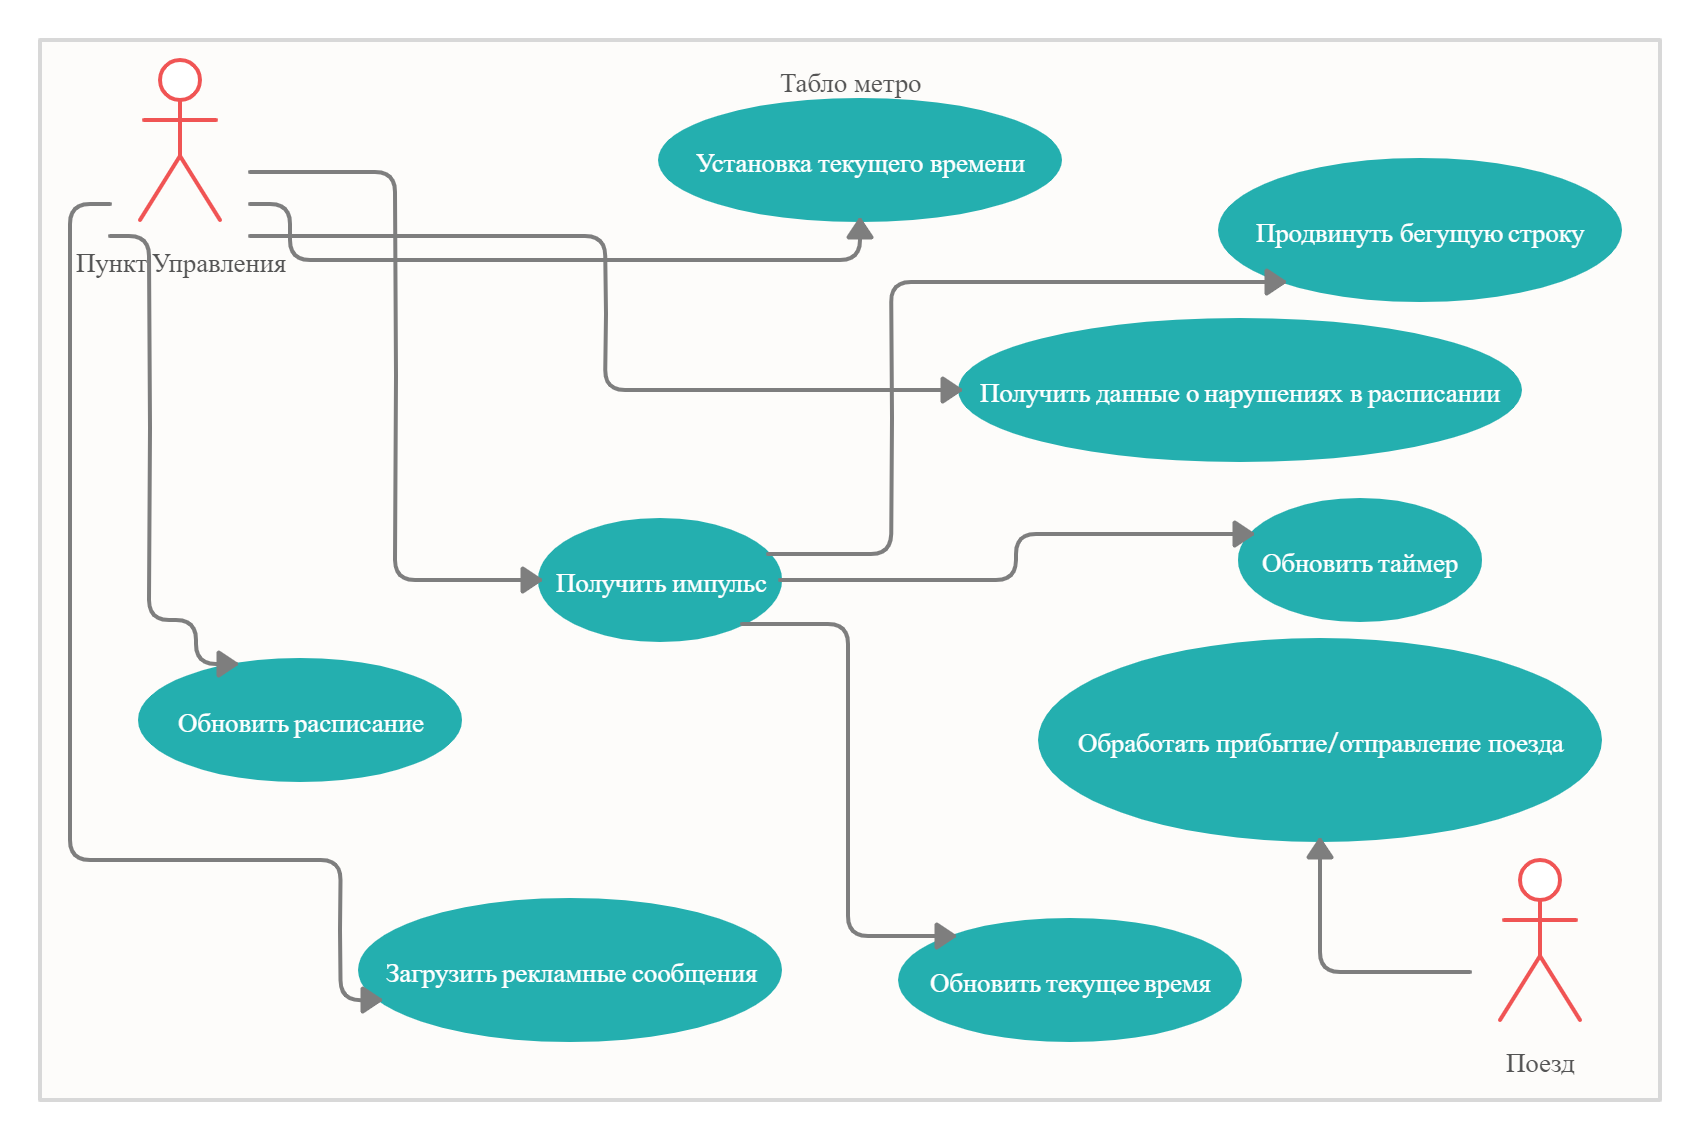 Табло метро
Установка текущего времени
Продвинуть бегущую строку
Пункт Управления
Получить данные о нарушениях в расписании
Обновить таймер
Получить импульс
Обновить расписание
Обработать прибытие/отправление поезда
Загрузить рекламные сообщения
Обновить текущее время
Поезд